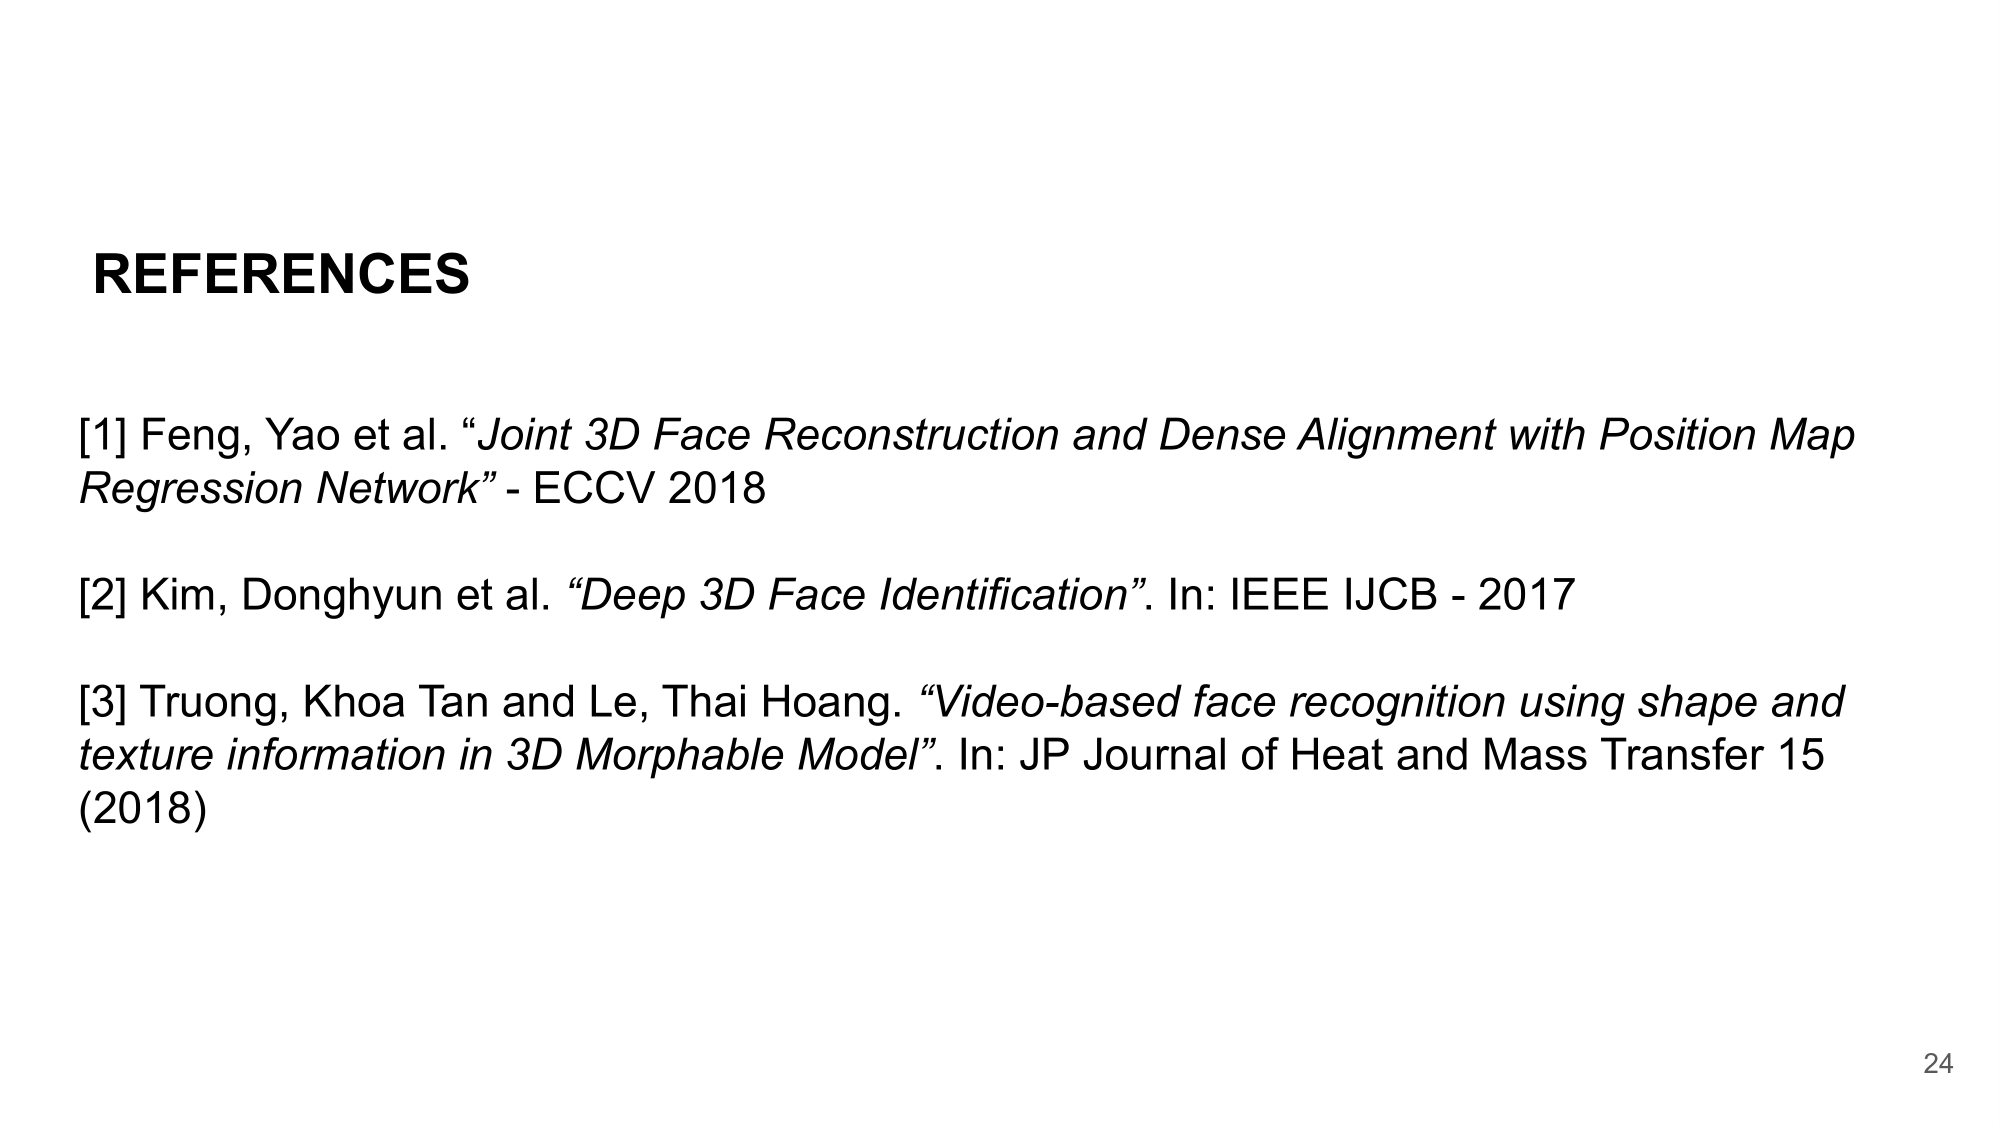 REFERENCES
[1] Feng, Yao et al. “Joint 3D Face Reconstruction and Dense Alignment with Position Map
Regression Network” - ECCV 2018
[2] Kim, Donghyun et al. “Deep 3D Face Identification”. In: IEEE IJCB - 2017
[3] Truong, Khoa Tan and Le, Thai Hoang. “Video-based face recognition using shape and
texture information in 3D Morphable Model”. In: JP Journal of Heat and Mass Transfer 15
(2018)
24